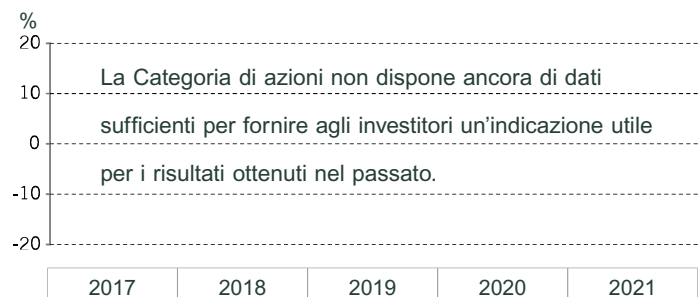 %
20
La Categoria di azioni non dispone ancora di dati
10
sufficienti per fornire agli investitori un'indicazione utile
0
per i risultati ottenuti nel passato.
-10
-20
2017 2018 2019 2020 2021